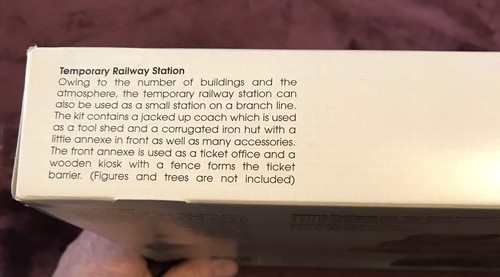 Temporary Railway Station
Owing to the number of buildings and the
atmosphere, the temporary railway station can
also be used as a small station on a branch line.
The kit contains a jacked up coach which is used
as a tool shed and a corrugated iron hut with a
little annexe in front as well as many accessories.
The front annexe is used as a ticket office and a
wooden kiosk with a fence forms the ticket
barrier. (Figures and trees are not included)